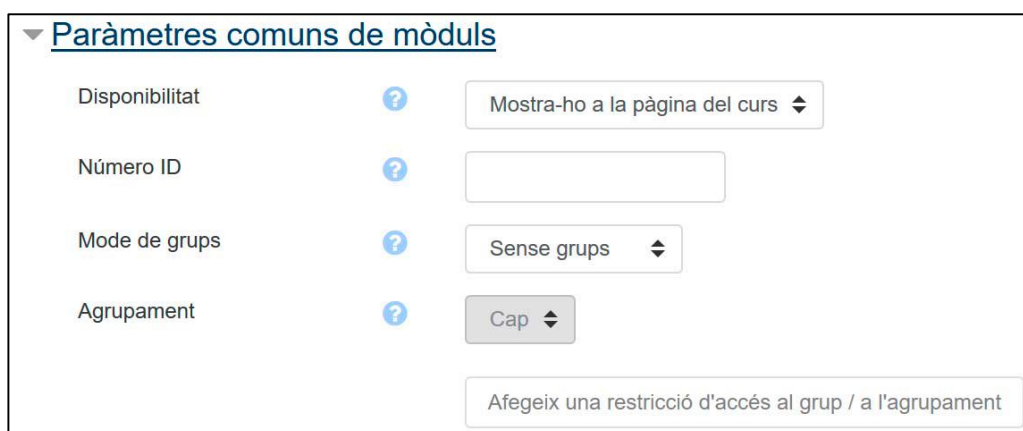 Paràmetres comuns de mòduls
Disponibilitat
Mostra-ho a la pàgina del curs
Número ID
Mode de grups
Sense grups
Agrupament
Cap
Afegeix una restricció d'accés al grup / a l'agrupament